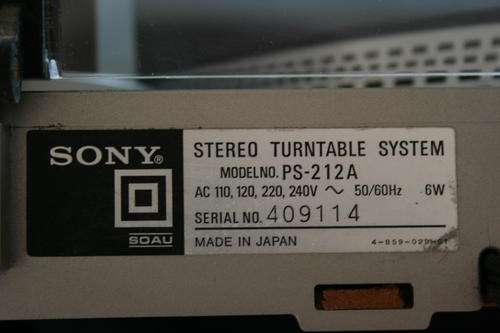 SONY®
SOAU
STEREO TURNTABLE SYSTEM
MODEL NO. PS-212A
AC 110, 120, 220, 240V ~ 50/60Hz 6W
SERIAL NO. 409114
MADE IN JAPAN